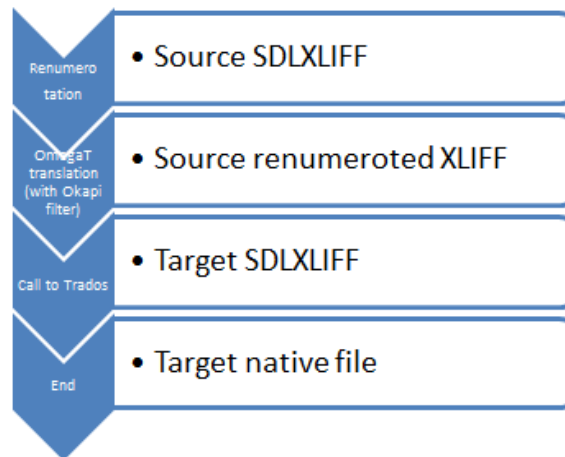 Renumero
tation
• Source SDLXLIFF
OmegaT
translation
(with Okapi
filter)
• Source renumeroted XLIFF
Call to Trados
• Target SDLXLIFF
End
• Target native file